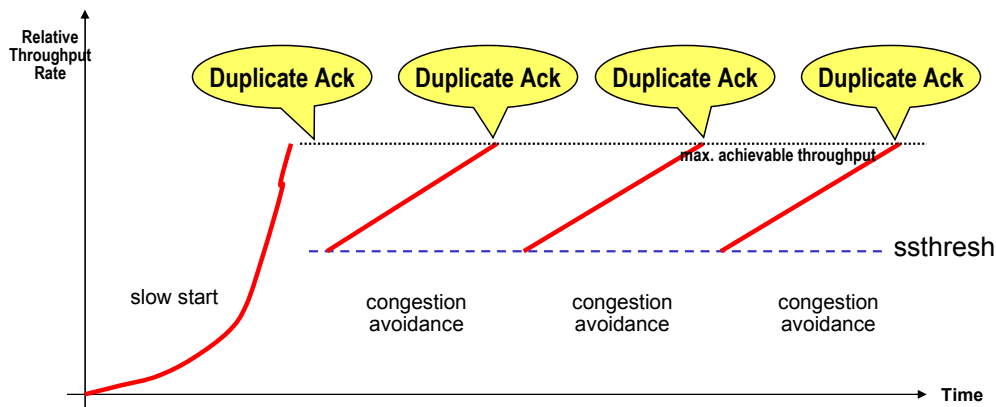 Relative
Throughput
Rate
Duplicate Ack
Duplicate Ack
Duplicate Ack
Duplicate Ack
max. achievable throughput
ssthresh
slow start
congestion
avoidance
congestion
avoidance
congestion
avoidance
Time